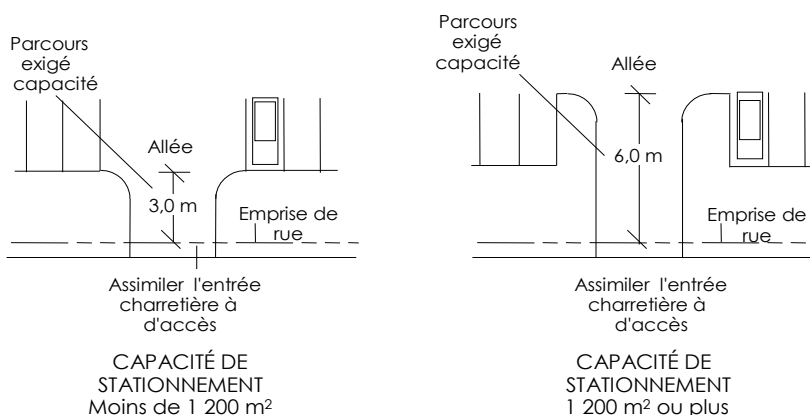 Parcours
exigé
capacité
Allée
3,0 m
Emprise de
rue
Assimiler l'entrée
charretière à
d'accès
CAPACITÉ DE
STATIONNEMENT
Moins de 1 200 m²
Parcours
exigé
capacité
Allée
6,0 m
Emprise de
rue
Assimiler l'entrée
charretière à
d'accès
CAPACITÉ DE
STATIONNEMENT
1 200 m² ou plus